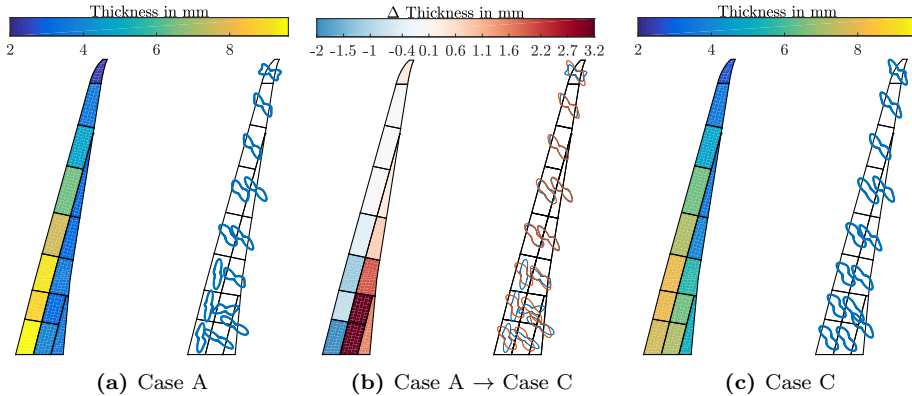 Thickness in mm
2 4 6 8
(a) Case A
Δ Thickness in mm
-2 -1.5 -1 -0.4 0.1 0.6 1.1 1.6 2.2 2.7 3.2
(b) Case A → Case C
Thickness in mm
2 4 6 8
(c) Case C